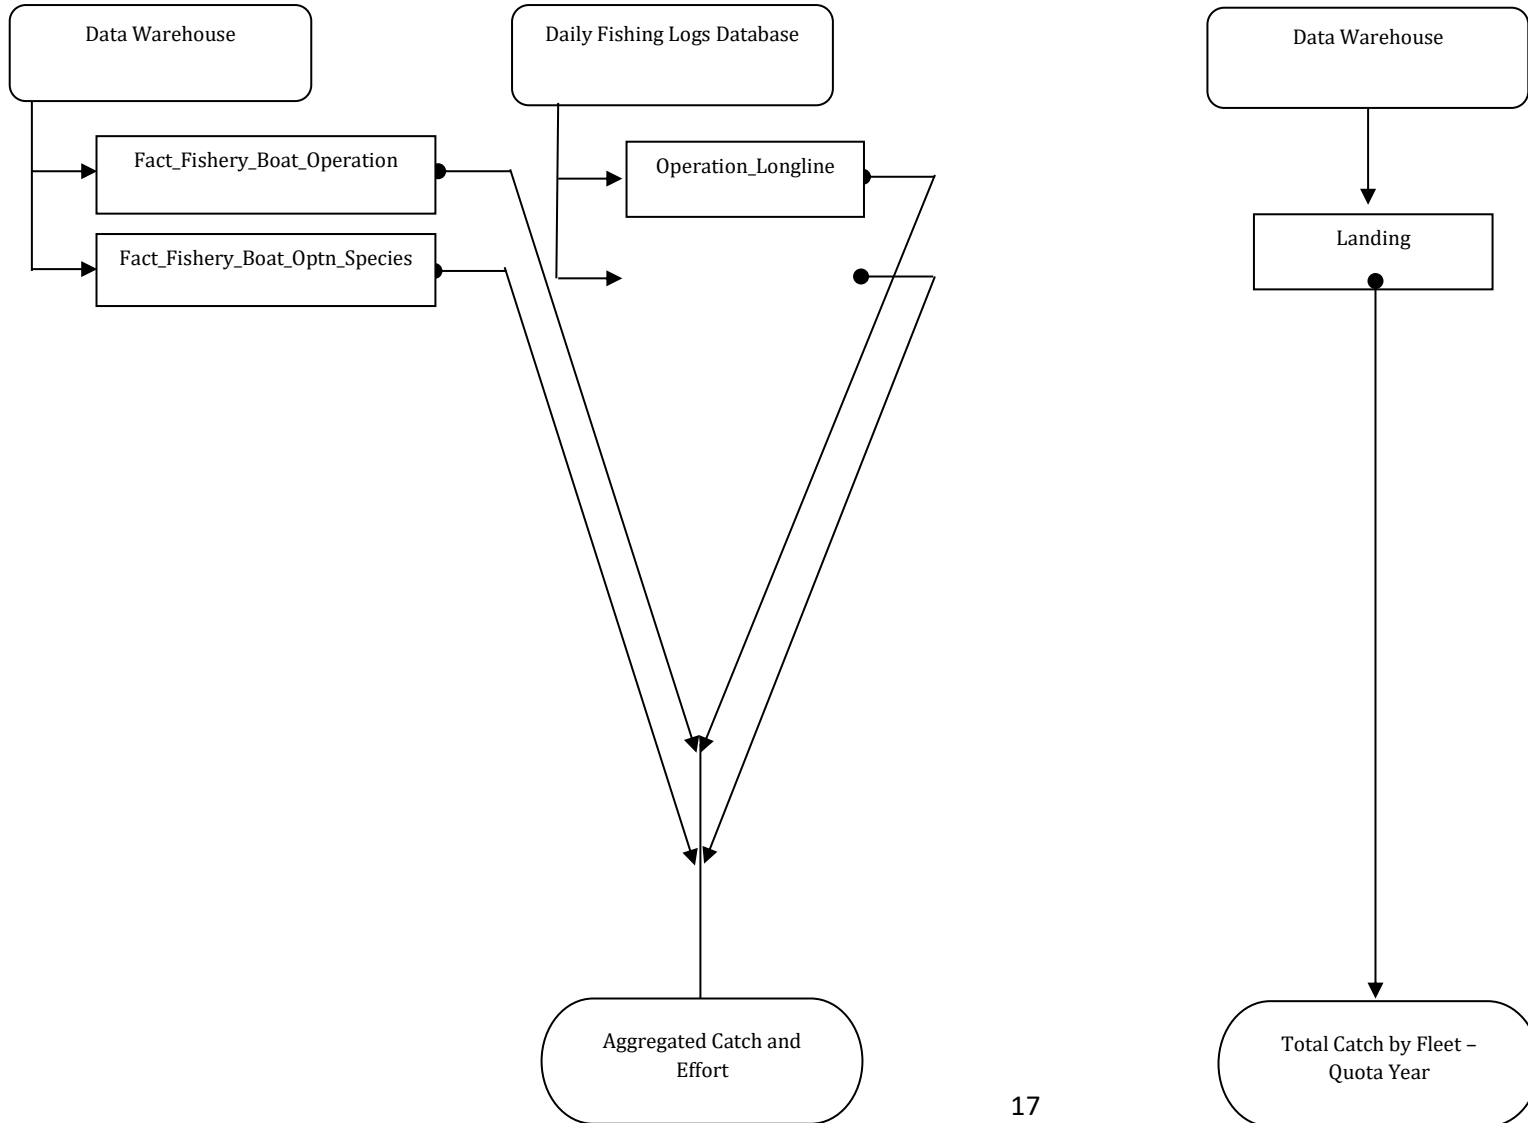 Data Warehouse
Daily Fishing Logs Database
Data Warehouse
Fact_Fishery_Boat_Operation
Operation_Longline
Fact_Fishery_Boat_Optn_Species
Landing
Aggregated Catch and
Effort
Total Catch by Fleet –
Quota Year
17